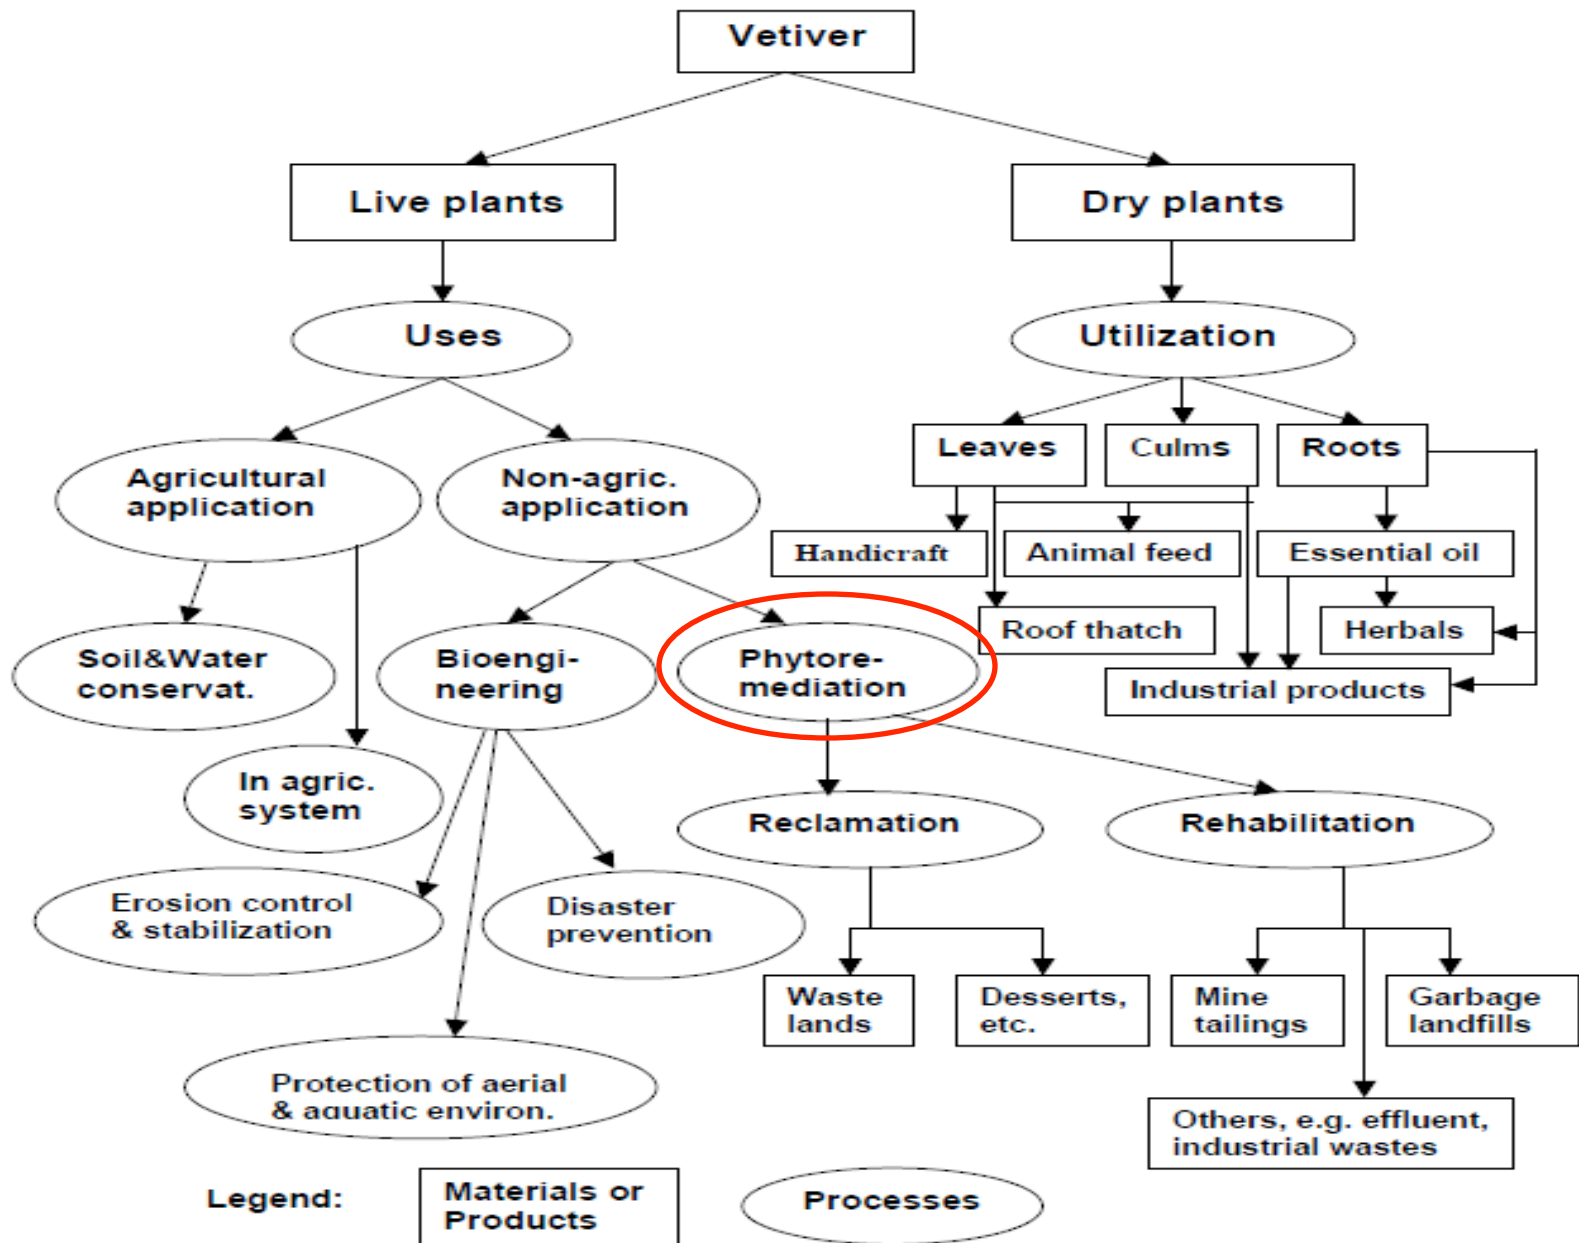 Vetiver
Live plants
Dry plants
Uses
Utilization
Agricultural
application
Non-agric.
application
Leaves
Culms
Roots
Handicraft
Animal feed
Essential oil
Roof thatch
Herbals
Industrial products
Soil&Water
conservat.
Bioengi-
neering
Phytore-
mediation
In agric.
system
Reclamation
Rehabilitation
Erosion control
& stabilization
Disaster
prevention
Waste
lands
Desserts,
etc.
Mine
tailings
Garbage
landfills
Protection of aerial
& aquatic environ.
Others, e.g. effluent,
industrial wastes
Legend:
Materials or
Products
Processes